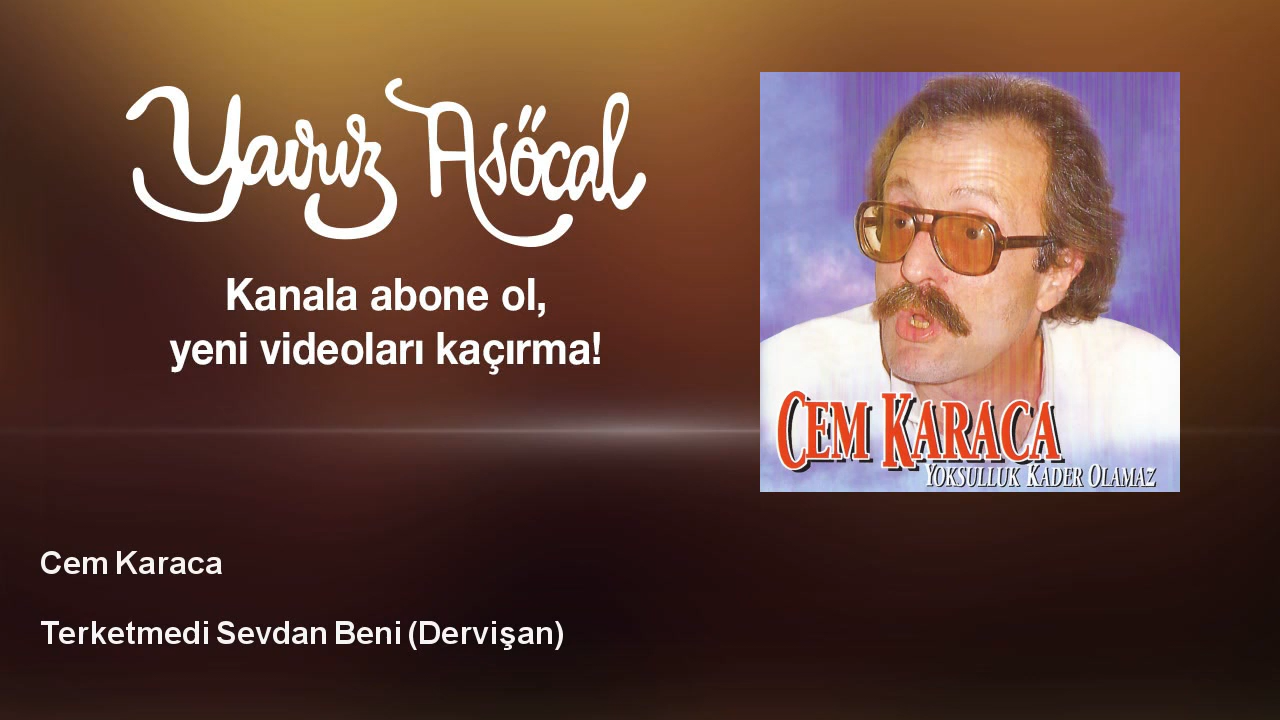 Yavuz Asöcal
Kanala abone ol,
yeni videoları kaçırma!
CEM KARACA
YOKSULLUK KADER OLAMAZ
Cem Karaca
Terketmedi Sevdan Beni (Dervişan)